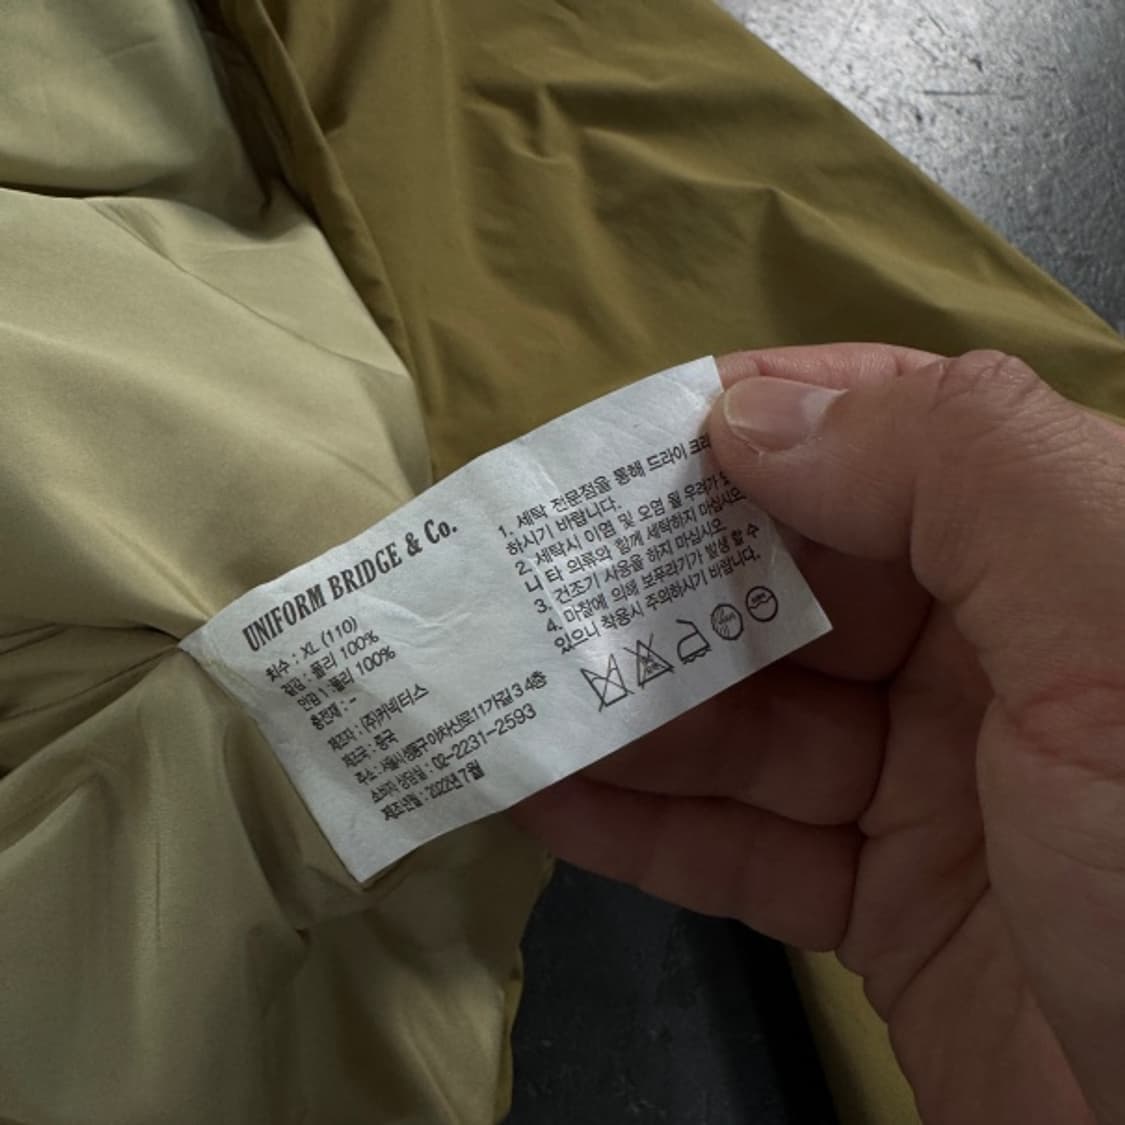 UNIFORM BRIDGE & Co.
치수 : XL (110)
겉감 : 폴리 100%
안감 1 : 폴리 100%
충전재 : -
제조자 : (주)커넥터스
제조국 : 중국
주소 : 서울시 성동구 아차산로11가길 3 4층
소비자 상담실 : 02-2231-2593
제조년월 : 2022년 7월
1. 세탁 전문점을 통해 드라이
하시기 바랍니다.
2. 세탁시 이염 및 오염 될 우려가
니 타 의류와 함께 세탁하지 마십시오
3. 건조기 사용을 하지 마십시오
4. 마찰에 의해 보푸라기가 발생 할 수
있으니 착용시 주의하시기 바랍니다.